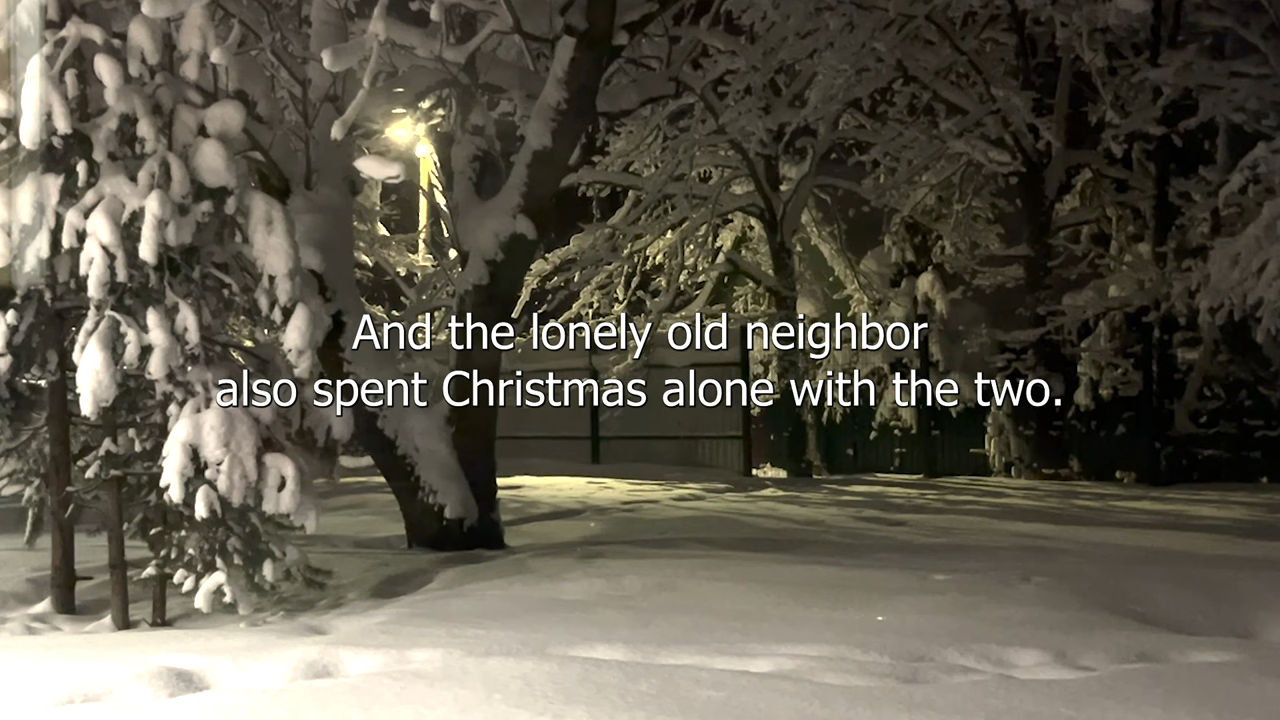 And the lonely old neighbor
also spent Christmas alone with the two.